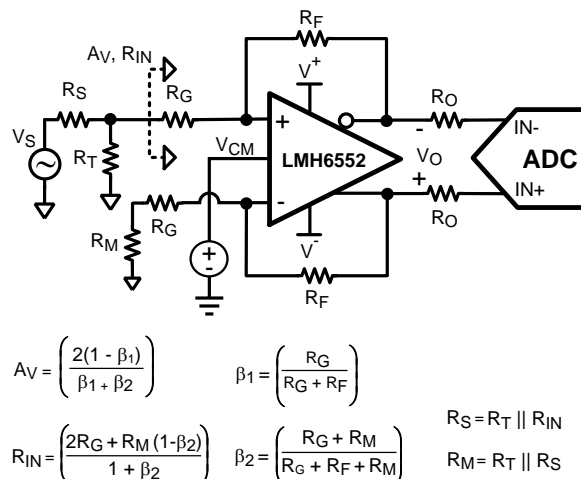 R_F
A_V, R_IN
V^+
R_S
R_G
R_O
V_S
+
-
IN-
R_T
V_CM
LMH6552
V_O
ADC
-
+
IN+
R_M
R_G
R_O
V^-
+
-
R_F
A_V = (2(1 - β_1) / β_1 + β_2)
β_1 = (R_G / R_G + R_F)
R_S = R_T || R_IN
R_IN = (2R_G + R_M (1-β_2) / 1 + β_2)
β_2 = (R_G + R_M / R_G + R_F + R_M)
R_M = R_T || R_S